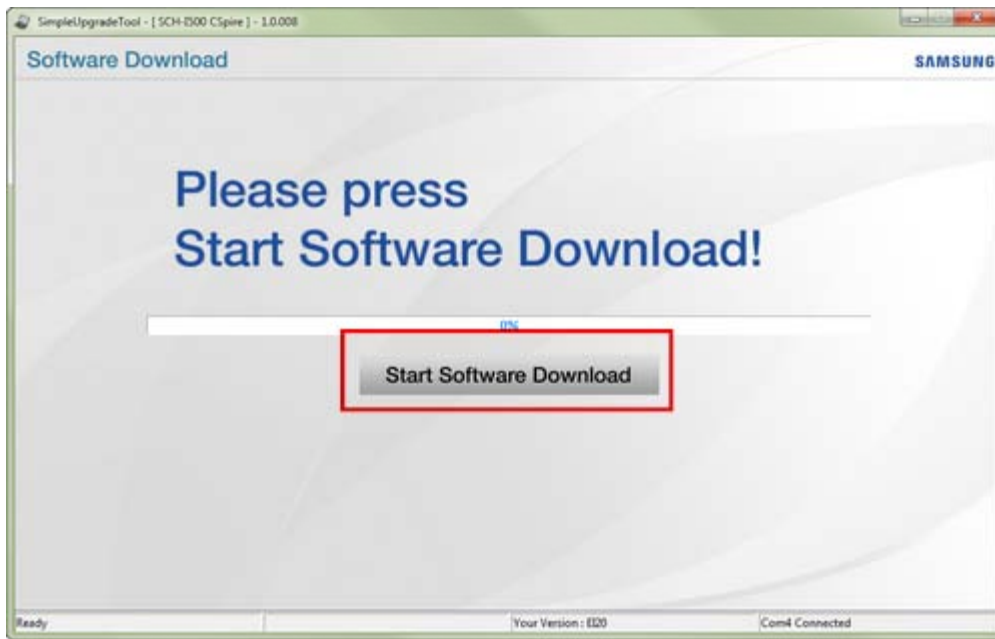 SimpleUpgradeTool - [ SCH-I500 CSpire ] - 1.0.008
Software Download
SAMSUNG
Please press
Start Software Download!
0%
Start Software Download
Ready
Your Version : EI20
Com4 Connected